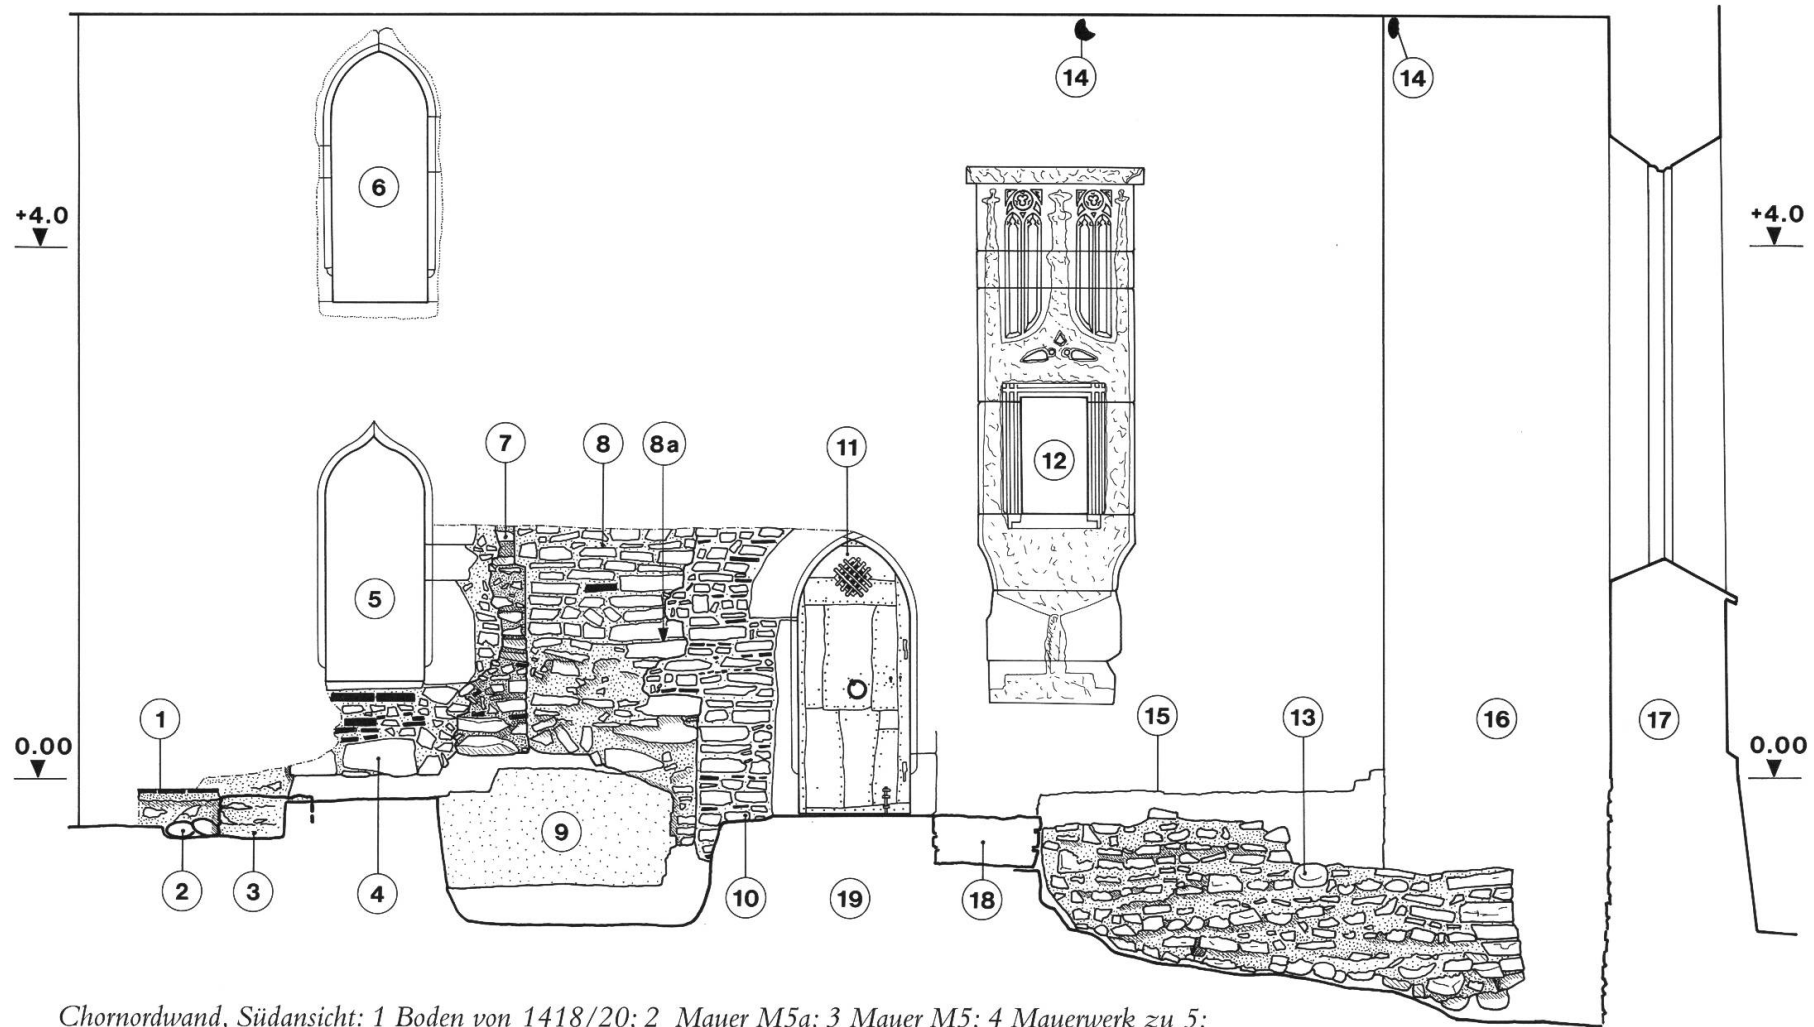 14 14
6
+4.0 +4.0
7 8 8a 11
12
5
1 15 13 16 17
0.00 0.00
9
2 3 4 10 19 18
Chornordwand, Südansicht: 1 Boden von 1418/20; 2 Mauer M5a; 3 Mauer M5; 4 Mauerwerk zu 5;